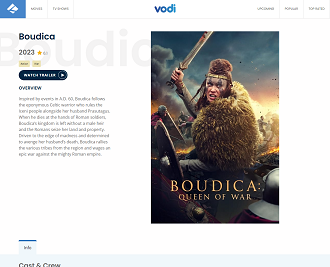 MOVIES
TV SHOWS
vodi
UPCOMING
POPULAR
TOP RATED
Boudica
2023
WATCH TRAILER
OVERVIEW
Inspired by events in A.D. 60, Boudica follows
the eponymous Celtic warrior who rules the
Iceni people alongside her husband Prasutagus.
When he dies at the hands of Roman soldiers,
Boudica's kingdom is left without a male heir
and the Romans seize her land and property.
Driven to the edge of madness and determined
to avenge her husband's death, Boudica rallies
the various tribes from the region and wages an
epic war against the mighty Roman empire.
BOUDICA:
QUEEN OF WAR
Info
Cast & Crew